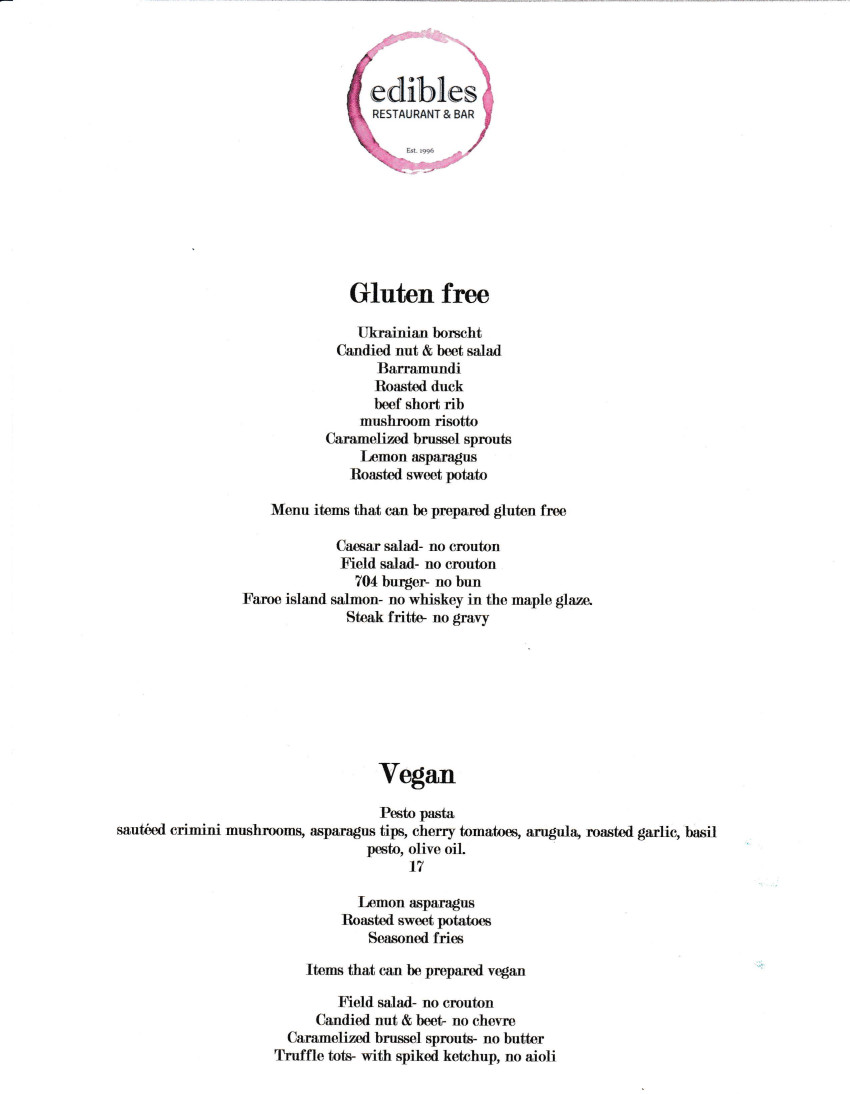 edibles
RESTAURANT & BAR
Est. 1996
Gluten free
Ukrainian borscht
Candied nut & beet salad
Barramundi
Roasted duck
beef short rib
mushroom risotto
Caramelized brussel sprouts
Lemon asparagus
Roasted sweet potato
Menu items that can be prepared gluten free
Caesar salad- no crouton
Field salad- no crouton
704 burger- no bun
Faroe island salmon- no whiskey in the maple glaze.
Steak fritte- no gravy
Vegan
Pesto pasta
sautéed crimini mushrooms, asparagus tips, cherry tomatoes, arugula, roasted garlic, basil
pesto, olive oil.
17
Lemon asparagus
Roasted sweet potatoes
Seasoned fries
Items that can be prepared vegan
Field salad- no crouton
Candied nut & beet- no chevre
Caramelized brussel sprouts- no butter
Truffle tots- with spiked ketchup, no aioli